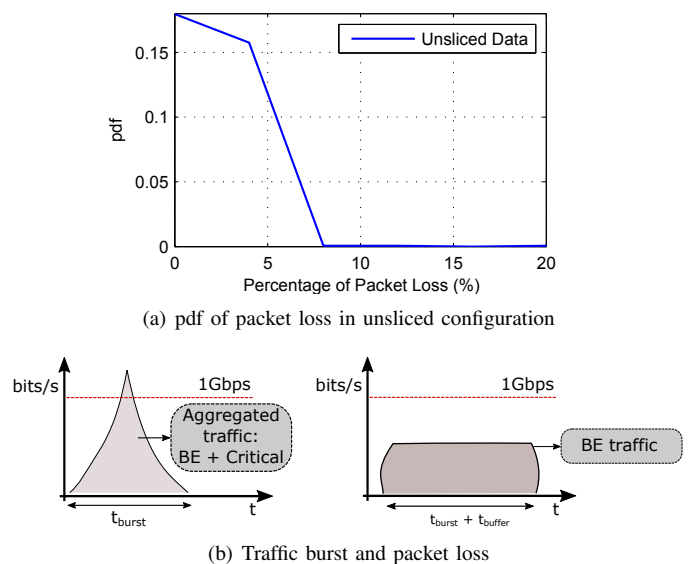 0.15
0.1
0.05
0
pdf
Unsliced Data
0 5 10 15 20
Percentage of Packet Loss (%)
(a) pdf of packet loss in unsliced configuration
bits/s
1Gbps
Aggregated
traffic:
BE + Critical
t
tburst
bits/s
1Gbps
BE traffic
t
tburst + tbuffer
(b) Traffic burst and packet loss